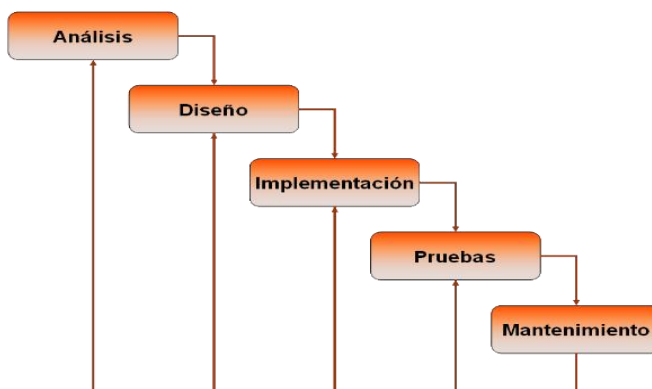 Análisis
Diseño
Implementación
Pruebas
Mantenimiento